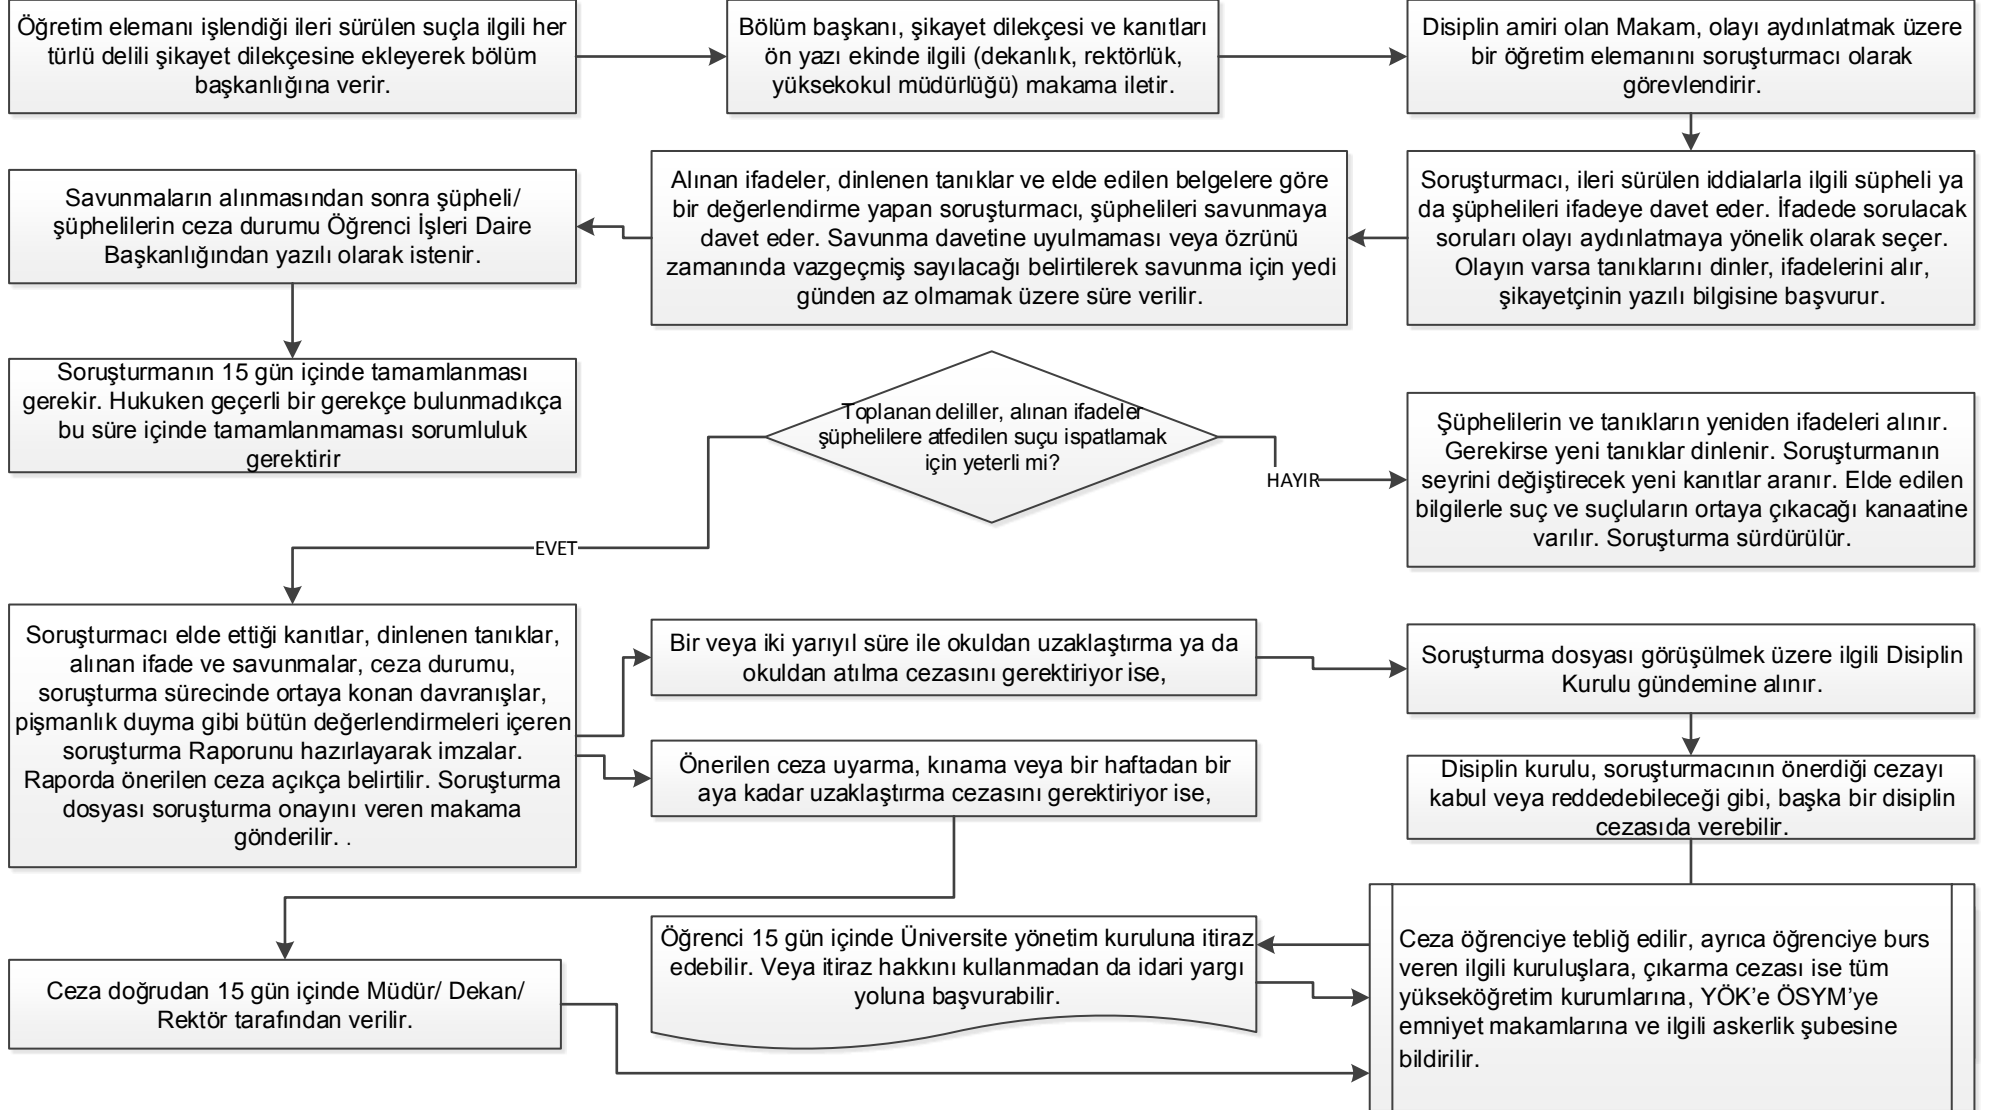 Öğretim elemanı işlendiği ileri sürülen suçla ilgili her
türlü delili şikayet dilekçesine ekleyerek bölüm
başkanlığına verir.
Bölüm başkanı, şikayet dilekçesi ve kanıtları
ön yazı ekinde ilgili (dekanlık, rektörlük,
yüksekokul müdürlüğü) makama iletir.
Disiplin amiri olan Makam, olayı aydınlatmak üzere
bir öğretim elemanını soruşturmacı olarak
görevlendirir.
Soruşturmacı, ileri sürülen iddialarla ilgili süpheli ya
da şüphelileri ifadeye davet eder. İfadede sorulacak
soruları olayı aydınlatmaya yönelik olarak seçer.
Olayın varsa tanıklarını dinler, ifadelerini alır,
şikayetçinin yazılı bilgisine başvurur.
Alınan ifadeler, dinlenen tanıklar ve elde edilen belgelere göre
bir değerlendirme yapan soruşturmacı, şüphelileri savunmaya
davet eder. Savunma davetine uyulmaması veya özrünü
zamanında vazgeçmiş sayılacağı belirtilerek savunma için yedi
günden az olmamak üzere süre verilir.
Savunmaların alınmasından sonra şüpheli/
şüphelilerin ceza durumu Öğrenci İşleri Daire
Başkanlığından yazılı olarak istenir.
Soruşturmanın 15 gün içinde tamamlanması
gerekir. Hukuken geçerli bir gerekçe bulunmadıkça
bu süre içinde tamamlanmaması sorumluluk
gerektirir
Toplanan deliller, alınan ifadeler
şüphelilere atfedilen suçu ispatlamak
için yeterli mi?
HAYIR
Şüphelilerin ve tanıkların yeniden ifadeleri alınır.
Gerekirse yeni tanıklar dinlenir. Soruşturmanın
seyrini değiştirecek yeni kanıtlar aranır. Elde edilen
bilgilerle suç ve suçluların ortaya çıkacağı kanaatine
varılır. Soruşturma sürdürülür.
EVET
Soruşturmacı elde ettiği kanıtlar, dinlenen tanıklar,
alınan ifade ve savunmalar, ceza durumu,
soruşturma sürecinde ortaya konan davranışlar,
pişmanlık duyma gibi bütün değerlendirmeleri içeren
soruşturma Raporunu hazırlayarak imzalar.
Raporda önerilen ceza açıkça belirtilir. Soruşturma
dosyası soruşturma onayını veren makama
gönderilir. .
Bir veya iki yarıyıl süre ile okuldan uzaklaştırma ya da
okuldan atılma cezasını gerektiriyor ise,
Soruşturma dosyası görüşülmek üzere ilgili Disiplin
Kurulu gündemine alınır.
Önerilen ceza uyarma, kınama veya bir haftadan bir
aya kadar uzaklaştırma cezasını gerektiriyor ise,
Disiplin kurulu, soruşturmacının önerdiği cezayı
kabul veya reddedebileceği gibi, başka bir disiplin
cezasıda verebilir.
Ceza doğrudan 15 gün içinde Müdür/ Dekan/
Rektör tarafından verilir.
Öğrenci 15 gün içinde Üniversite yönetim kuruluna itiraz
edebilir. Veya itiraz hakkını kullanmadan da idari yargı
yoluna başvurabilir.
Ceza öğrenciye tebliğ edilir, ayrıca öğrenciye burs
veren ilgili kuruluşlara, çıkarma cezası ise tüm
yükseköğretim kurumlarına, YÖK’e ÖSYM’ye
emniyet makamlarına ve ilgili askerlik şubesine
bildirilir.